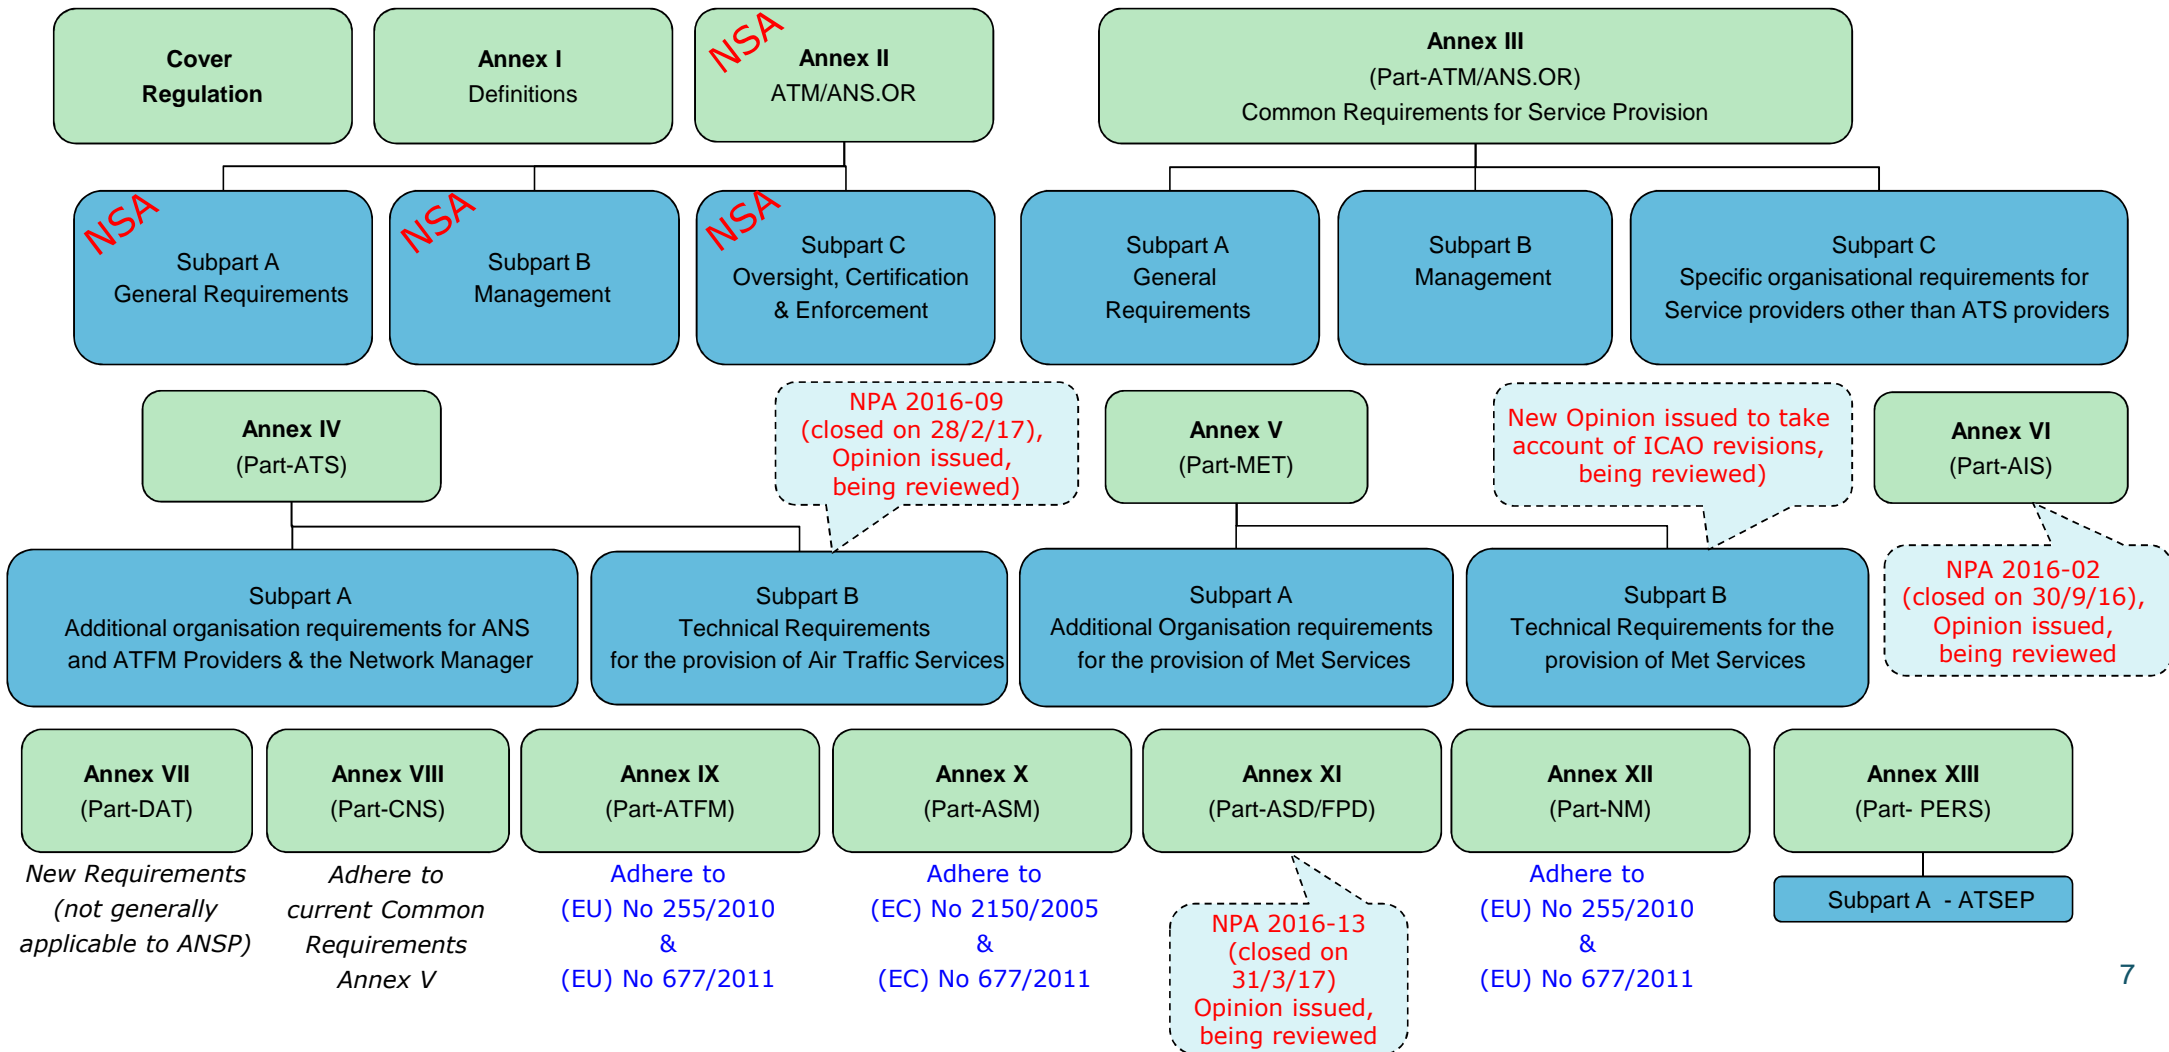 Cover
Regulation
Annex I
Definitions
NSA
Annex II
ATM/ANS.OR
Annex III
(Part-ATM/ANS.OR)
Common Requirements for Service Provision
NSA
Subpart A
General Requirements
NSA
Subpart B
Management
NSA
Subpart C
Oversight, Certification
& Enforcement
Subpart A
General
Requirements
Subpart B
Management
Subpart C
Specific organisational requirements for
Service providers other than ATS providers
Annex IV
(Part-ATS)
NPA 2016-09
(closed on 28/2/17),
Opinion issued,
being reviewed)
Annex V
(Part-MET)
New Opinion issued to take
account of ICAO revisions,
being reviewed)
Annex VI
(Part-AIS)
Subpart A
Additional organisation requirements for ANS
and ATFM Providers & the Network Manager
Subpart B
Technical Requirements
for the provision of Air Traffic Services
Subpart A
Additional Organisation requirements
for the provision of Met Services
Subpart B
Technical Requirements for the
provision of Met Services
NPA 2016-02
(closed on 30/9/16),
Opinion issued,
being reviewed
Annex VII
(Part-DAT)
Annex VIII
(Part-CNS)
Annex IX
(Part-ATFM)
Annex X
(Part-ASM)
Annex XI
(Part-ASD/FPD)
Annex XII
(Part-NM)
Annex XIII
(Part- PERS)
New Requirements
(not generally
applicable to ANSP)
Adhere to
current Common
Requirements
Annex V
Adhere to
(EU) No 255/2010
&
(EU) No 677/2011
Adhere to
(EC) No 2150/2005
&
(EC) No 677/2011
NPA 2016-13
(closed on
31/3/17)
Opinion issued,
being reviewed
Adhere to
(EU) No 255/2010
&
(EU) No 677/2011
Subpart A - ATSEP
7